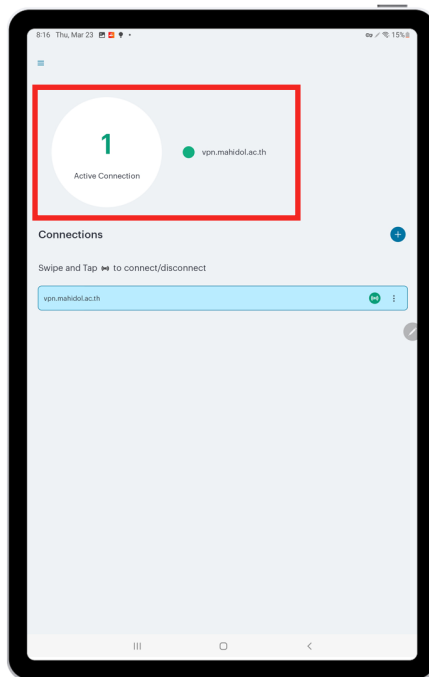 8:16 Thu, Mar 23
15%
1
Active Connection
vpn.mahidol.ac.th
Connections
Swipe and Tap to connect/disconnect
vpn.mahidol.ac.th